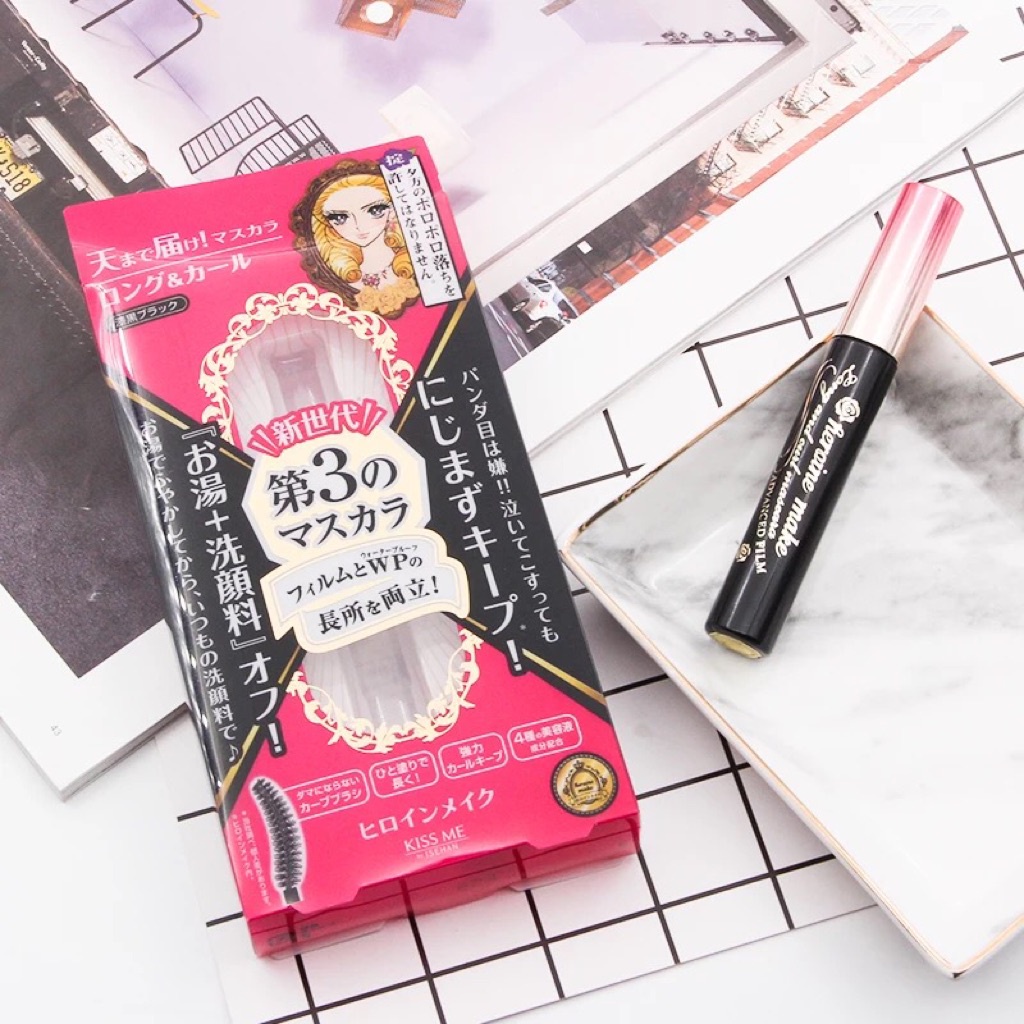 掟
夕方のボロボロ落ちを
許してはなりません。
天まで届け!マスカラ
ロング&カール
漆黒ブラック
パンダ目は嫌!!泣いてこすっても
にじまずキープ!
\新世代/
第3の
マスカラ
ウォータープルーフ
フィルムとWPの
長所を両立!
『お湯+洗顔料』オフ!
お湯でふやかしてから、いつもの洗顔料で♪
ダマにならない
カーブブラシ
ひと塗りで
長く!
強力
カールキープ
4種の美容液
成分配合
ヒロインメイク
KISS ME
by ISEHAN
heroine make
Long and curl mascara
ADVANCED FILM